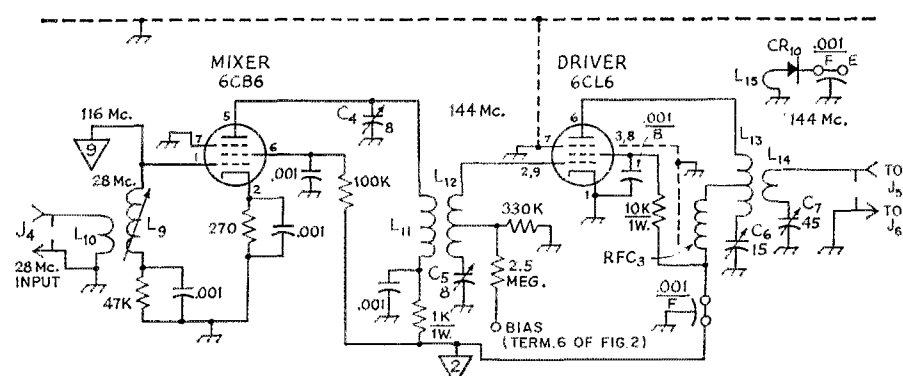 MIXER
6CB6
DRIVER
6CL6
CR10
.001
F E
L15
144 Mc.
116 Mc.
9
5
C4
8
144 Mc.
6
.001
B
7
1
6
2
7
3,8
2,9
1
L13
L14
28 Mc.
.001
100K
L12
330K
10K
1W.
TO
J5
TO
J6
J4
L10
L9
270
.001
L11
C5
8
2.5
MEG.
RFC3
C6
15
C7
45
28 Mc.
INPUT
47K
.001
.001
1K
1W.
BIAS
(TERM.6 OF FIG.2)
.001
F
2